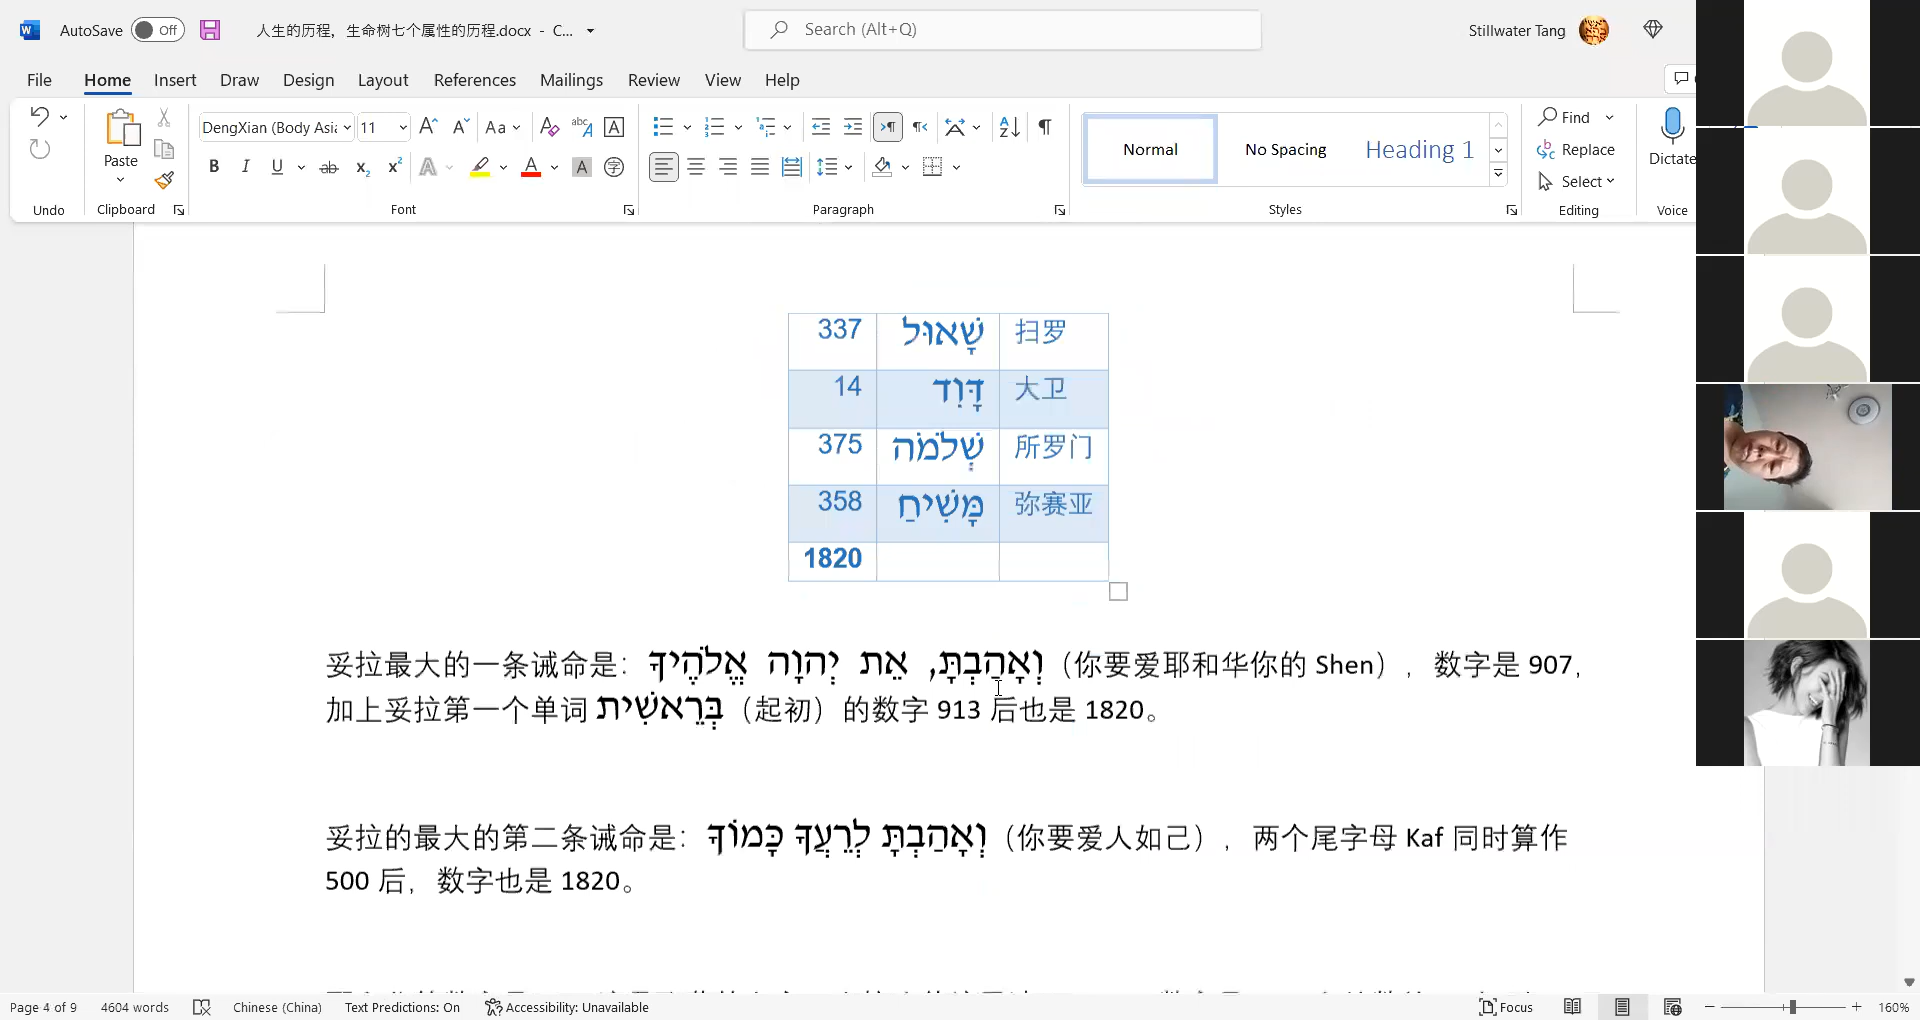 AutoSave Off 人生的历程，生命树七个属性的历程.docx - C... Search (Alt+Q) Stillwater Tang
File Home Insert Draw Design Layout References Mailings Review View Help
DengXian (Body Asia 11 Aa
Paste
Normal No Spacing Heading 1
Find
Replace
Select
Dictate
Undo Clipboard Font Paragraph Styles Editing Voice
337 שָׁאוּל 扫罗
14 דָּוִד 大卫
375 שְׁלֹמֹה 所罗门
358 מָּשִׁיחַ 弥赛亚
1820
妥拉最大的一条诫命是：וְאָהַבְתָּ, אֵת יְהוָה אֱלֹהֶיךָ（你要爱耶和华你的 Shen），数字是 907，
加上妥拉第一个单词 בְּרֵאשִׁית（起初）的数字 913 后也是 1820。
妥拉的最大的第二条诫命是：וְאָהַבְתָּ לְרֵעֲךָ כָּמוֹךָ（你要爱人如己），两个尾字母 Kaf 同时算作
500 后，数字也是 1820。
Page 4 of 9 4604 words Chinese (China) Text Predictions: On Accessibility: Unavailable Focus 160%